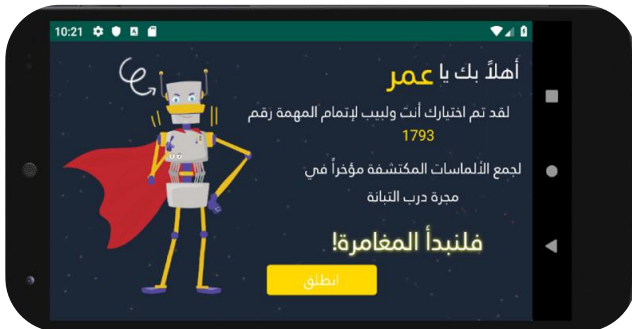 10:21
أهلاً بك يا عمر
لقد تم اختيارك أنت ولبيب لإتمام المهمة رقم
1793
لجمع الألماسات المكتشفة مؤخراً في
مجرة درب التبانة
فلنبدأ المغامرة!
انطلق